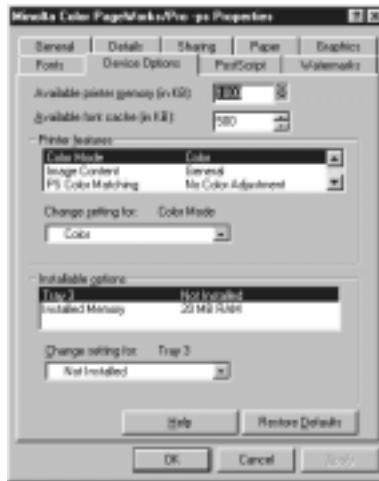 Minolta Color PageWorks/Pro -ps Properties
General Details Sharing Paper Graphics
Fonts Device Options PostScript Watermarks
Available printer memory (in KB):
Available font cache (in KB): 500
Printer features
Color Mode Color
Image Content General
PS Color Matching No Color Adjustment
Change setting for: Color Mode
Color
Installable options
Tray 3 Not Installed
Installed Memory 20 MB RAM
Change setting for: Tray 3
Not Installed
Help Restore Defaults
OK Cancel Apply